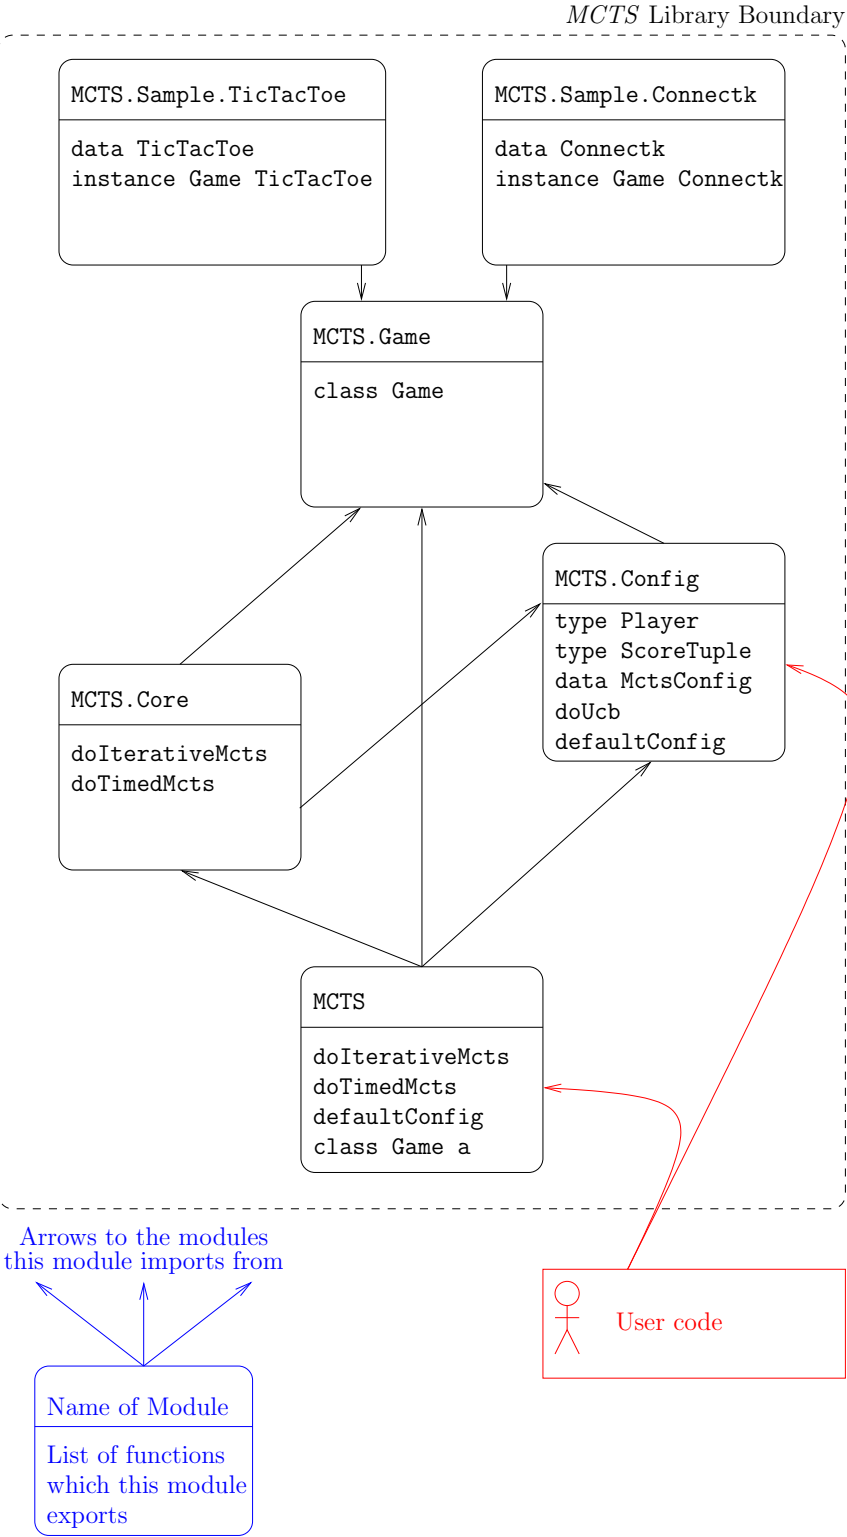 MCTS Library Boundary
MCTS.Sample.TicTacToe
data TicTacToe
instance Game TicTacToe
MCTS.Sample.Connectk
data Connectk
instance Game Connectk
MCTS.Game
class Game
MCTS.Config
type Player
type ScoreTuple
data MctsConfig
doUcb
defaultConfig
MCTS.Core
doIterativeMcts
doTimedMcts
MCTS
doIterativeMcts
doTimedMcts
defaultConfig
class Game a
Arrows to the modules
this module imports from
User code
Name of Module
List of functions
which this module
exports